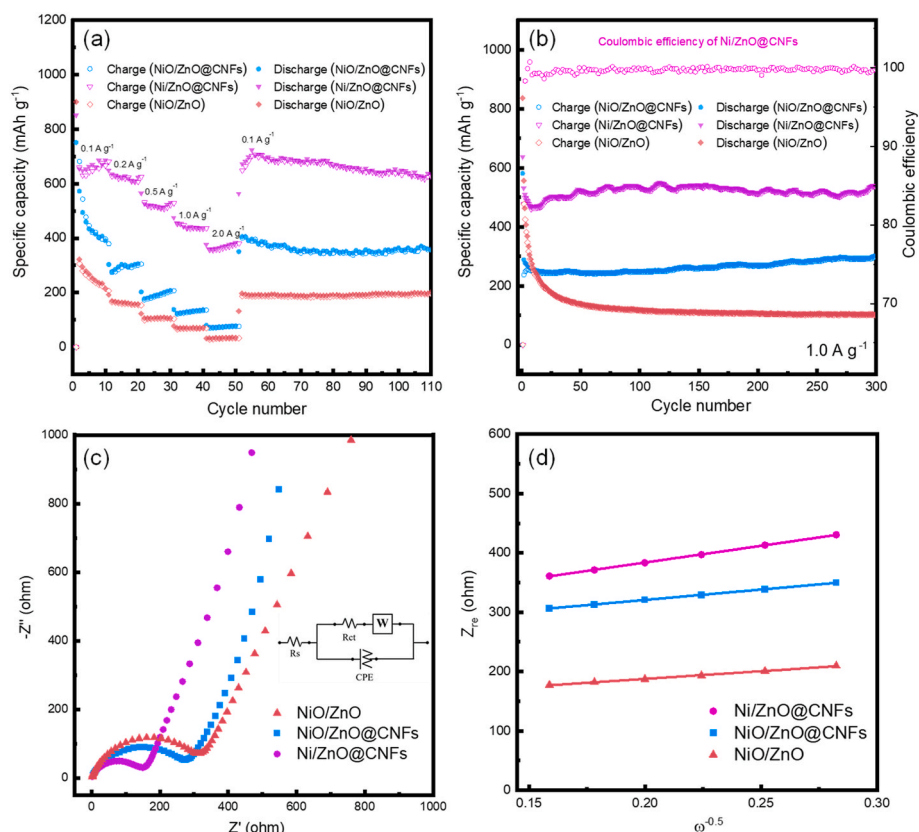 (a)
Charge (NiO/ZnO@CNFs) Discharge (NiO/ZnO@CNFs)
Charge (Ni/ZnO@CNFs) Discharge (Ni/ZnO@CNFs)
Charge (NiO/ZnO) Discharge (NiO/ZnO)
0.1 A g⁻¹
0.2 A g⁻¹
0.5 A g⁻¹
1.0 A g⁻¹
2.0 A g⁻¹
0.1 A g⁻¹
Specific capacity (mAh g⁻¹)
1200
1000
800
600
400
200
0
0 10 20 30 40 50 60 70 80 90 100 110
Cycle number
(b)
Coulombic efficiency of Ni/ZnO@CNFs
Charge (NiO/ZnO@CNFs) Discharge (NiO/ZnO@CNFs)
Charge (Ni/ZnO@CNFs) Discharge (Ni/ZnO@CNFs)
Charge (NiO/ZnO) Discharge (NiO/ZnO)
1.0 A g⁻¹
Specific capacity (mAh g⁻¹)
1000
800
600
400
200
0
Coulombic efficiency
100
90
80
70
0 50 100 150 200 250 300
Cycle number
(c)
-Z'' (ohm)
1000
800
600
400
200
0
Rs
Rct
W
CPE
NiO/ZnO
NiO/ZnO@CNFs
Ni/ZnO@CNFs
0 200 400 600 800 1000
Z' (ohm)
(d)
Zre (ohm)
600
500
400
300
200
100
0
Ni/ZnO@CNFs
NiO/ZnO@CNFs
NiO/ZnO
0.15 0.20 0.25 0.30
ω⁻⁰·⁵